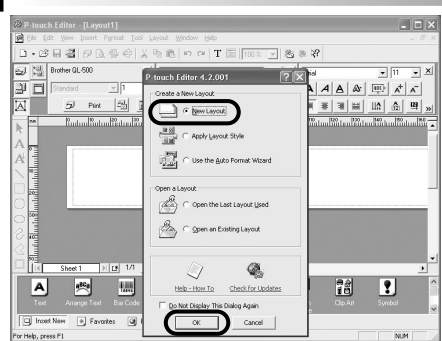 P-touch Editor - [Layout1]
File Edit View Insert Format Tool Layout Window Help
T 100 %
Brother QL-500
Standard 1
Print
P-touch Editor 4.2.001
11
A A A
Create a New Layout
New Layout
Apply Layout Style
Use the Auto Format Wizard
Open a Layout
Open the Last Layout Used
Open an Existing Layout
Help - How To Check for Updates
Do Not Display This Dialog Again
OK Cancel
Sheet 1 1/1
Text Arrange Text Bar Code Clip Art Symbol
Insert New Favorites
For Help, press F1 NUM